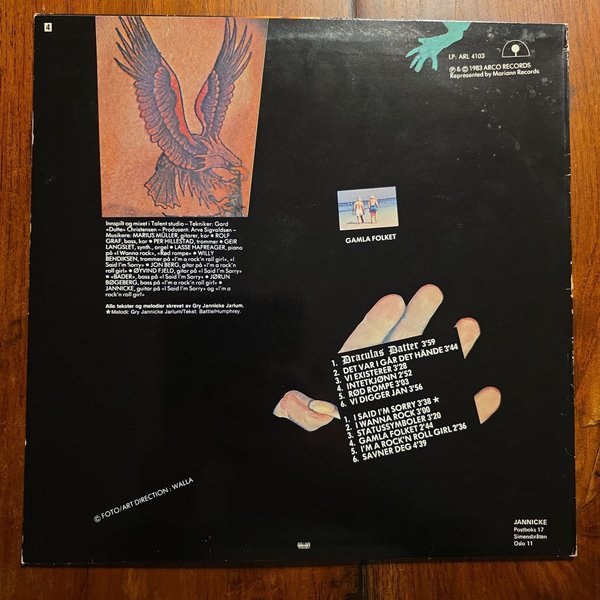 4
LP: ARL 4103
℗ & © 1983 ARCO RECORDS
Represented by Mariann Records
GAMLA FOLKET
Innspilt og mixet i Talent studio – Tekniker: Gord
«Dutte» Christensen – Produsent: Arve Sigvaldsen –
Musikere: MARIUS MÜLLER, gitarer, kor • ROLF
GRAF, bass, kor • PER HILLESTAD, trommer • GEIR
LANGSLET, synth., orgel • LASSE HAFREAGER, piano
på «I Wanna rock», «Rød rompe» • WILLY
BENDIKSEN, trommer på «I'm a rock'n roll girl», «I
Said I'm Sorry» • JON BERG, gitar på «I'm a rock'n
roll girl» • ØYVIND FJELD, gitar på «I Said I'm Sorry»
• «BADER», bass på «I Said I'm Sorry» • JØRUN
BØGEBERG, bass på «I'm a rock'n roll girl» •
JANNICKE, guitar på «I Said I'm Sorry» og «I'm a
rock'n roll girl»
Alle tekster og melodier skrevet av Gry Jannicke Jarlum.
★Melodi: Gry Jannicke Jarlum/Tekst: Battle/Humphrey.
1. Draculas Datter 3'59
2. DET VAR I GÅR DET HÄNDE 3'44
3. VI EXISTERER 3'28
4. INTETKJØNN 2'52
5. RØD ROMPE 3'03
6. VI DIGGER JAN 3'56
1. I SAID I'M SORRY 3'38 ★
2. I WANNA ROCK 3'00
3. STATUSSYMBOLER 3'20
4. GAMLA FOLKET 2'44
5. I'M A ROCK'N ROLL GIRL 2'36
6. SAVNER DEG 4'39
© FOTO/ART DIRECTION: WALLA
JANNICKE
Postboks 17
Simensbråten
Oslo 11